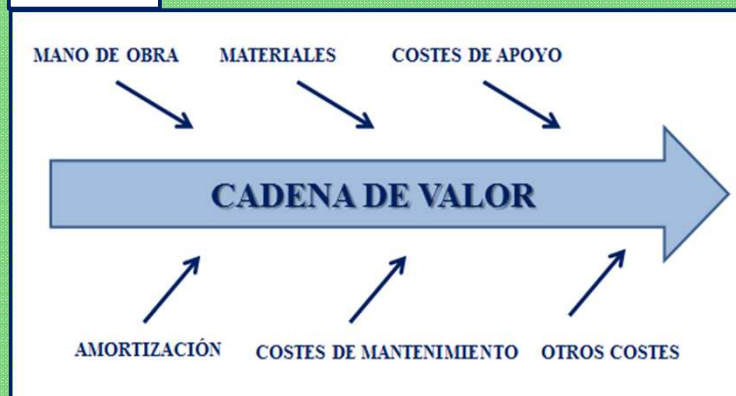 MANO DE OBRA MATERIALES COSTES DE APOYO
CADENA DE VALOR
AMORTIZACIÓN COSTES DE MANTENIMIENTO OTROS COSTES